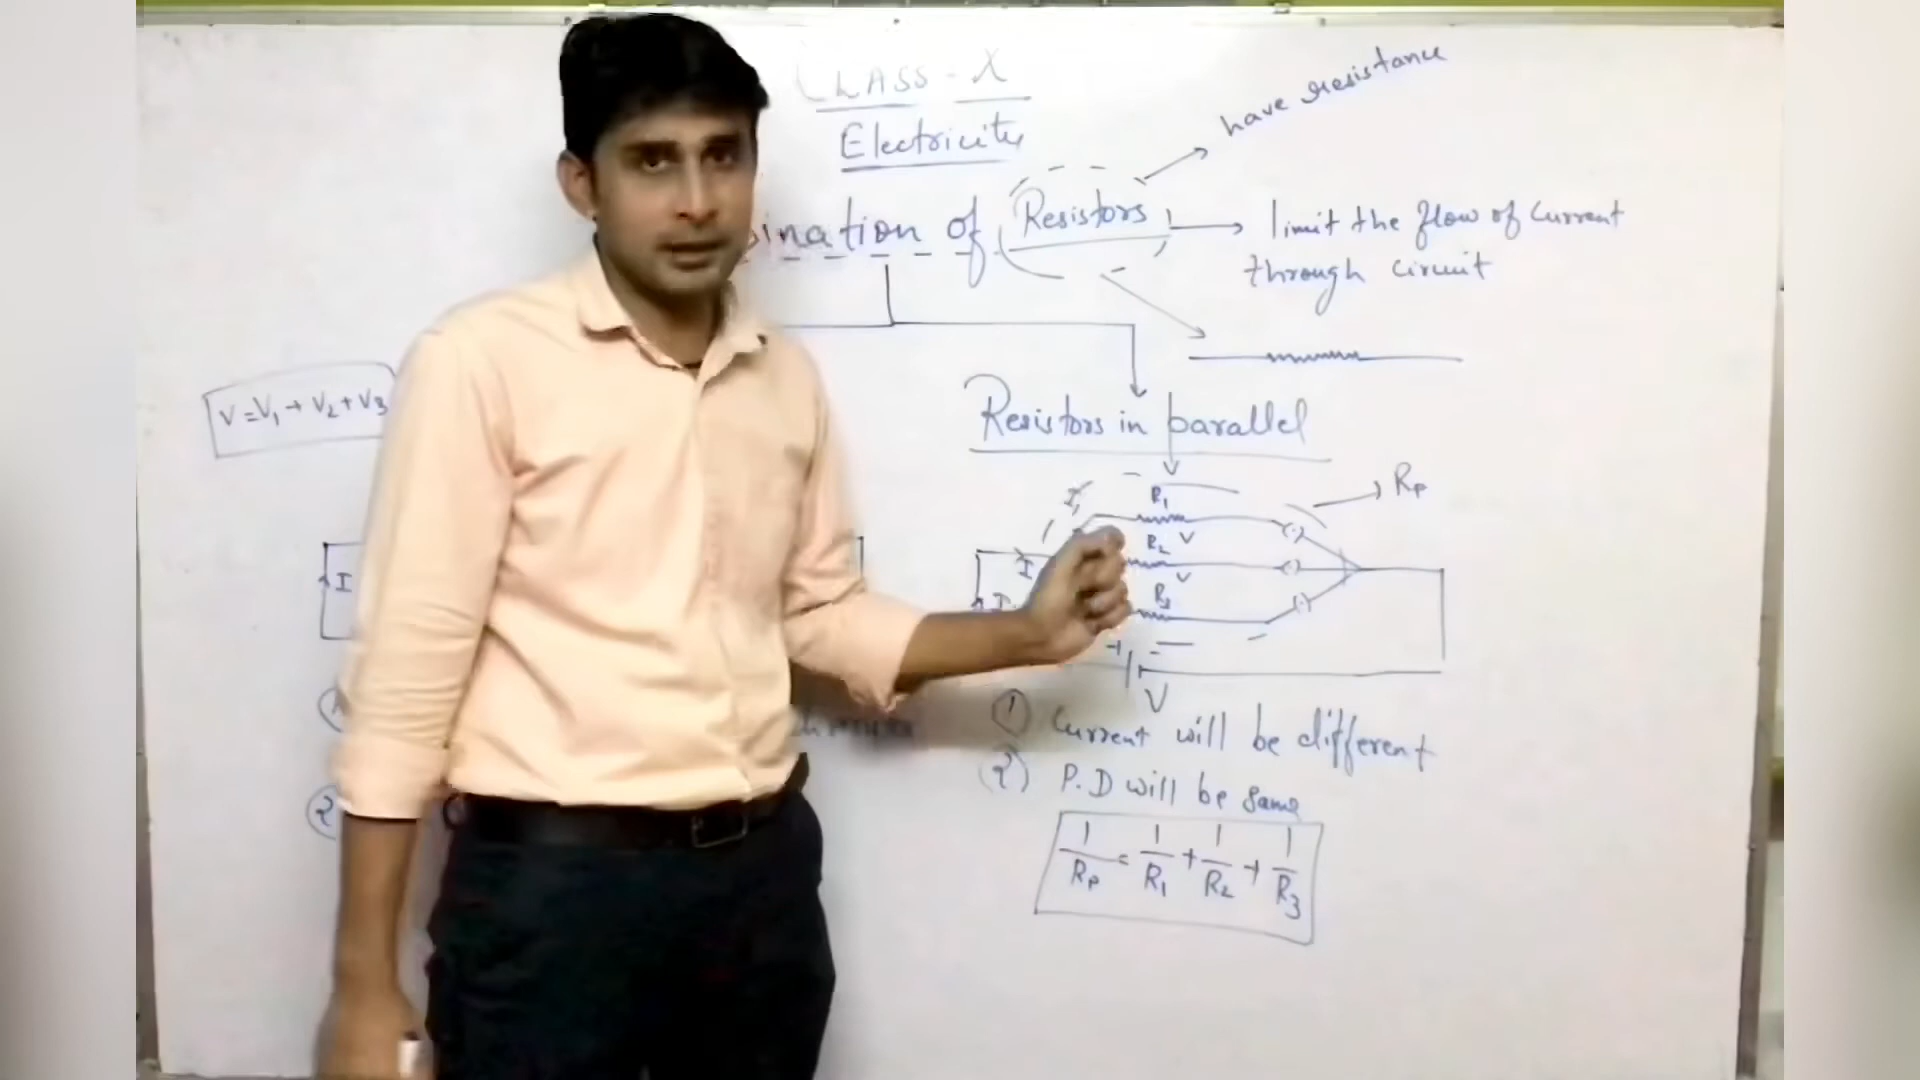 CLASS - X
Electricity
have resistance
ination of Resistors
limit the flow of current
through circuit
V = V1 + V2 + V3
Resistors in parallel
V
I1
R1
Rp
R2 V
I
V
I
R3
I
+ -
V
1 Current will be different
2) P.D will be same
1/Rp = 1/R1 + 1/R2 + 1/R3
2